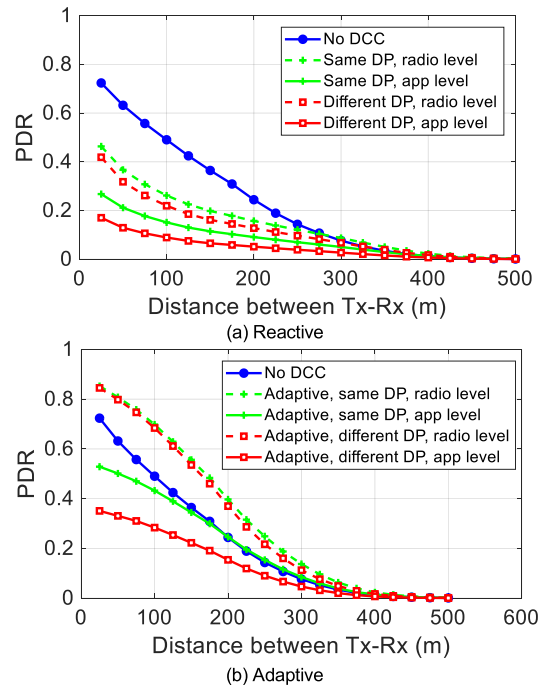 1
0.8
0.6
0.4
0.2
0
PDR
No DCC
Same DP, radio level
Same DP, app level
Different DP, radio level
Different DP, app level
0 100 200 300 400 500
Distance between Tx-Rx (m)
(a) Reactive
1
0.8
0.6
0.4
0.2
0
PDR
No DCC
Adaptive, same DP, radio level
Adaptive, same DP, app level
Adaptive, different DP, radio level
Adaptive, different DP, app level
0 100 200 300 400 500 600
Distance between Tx-Rx (m)
(b) Adaptive